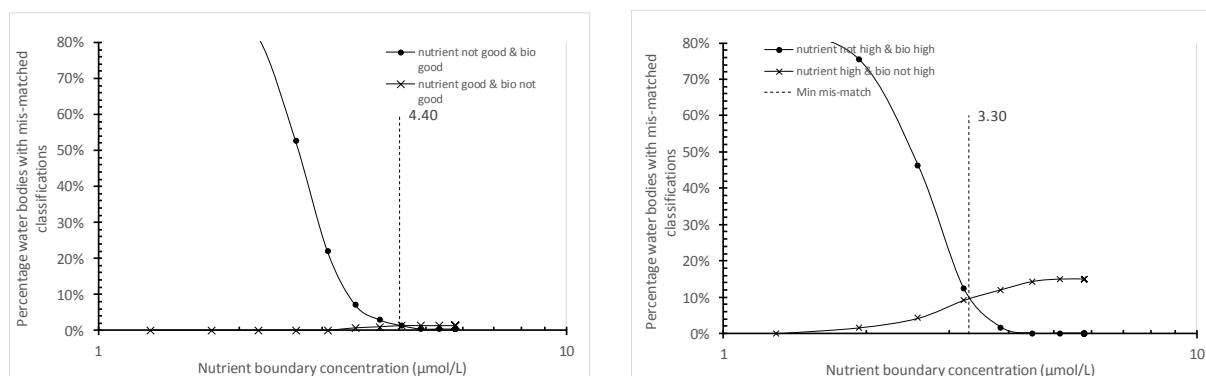 Percentage water bodies with mis-matched
classifications
80%
70%
60%
50%
40%
30%
20%
10%
0%
nutrient not good & bio
good
nutrient good & bio not
good
4.40
1
10
Nutrient boundary concentration (µmol/L)
Percentage water bodies with mis-matched
classifications
80%
70%
60%
50%
40%
30%
20%
10%
0%
nutrient not high & bio high
nutrient high & bio not high
Min mis-match
3.30
1
10
Nutrient boundary concentration (µmol/L)